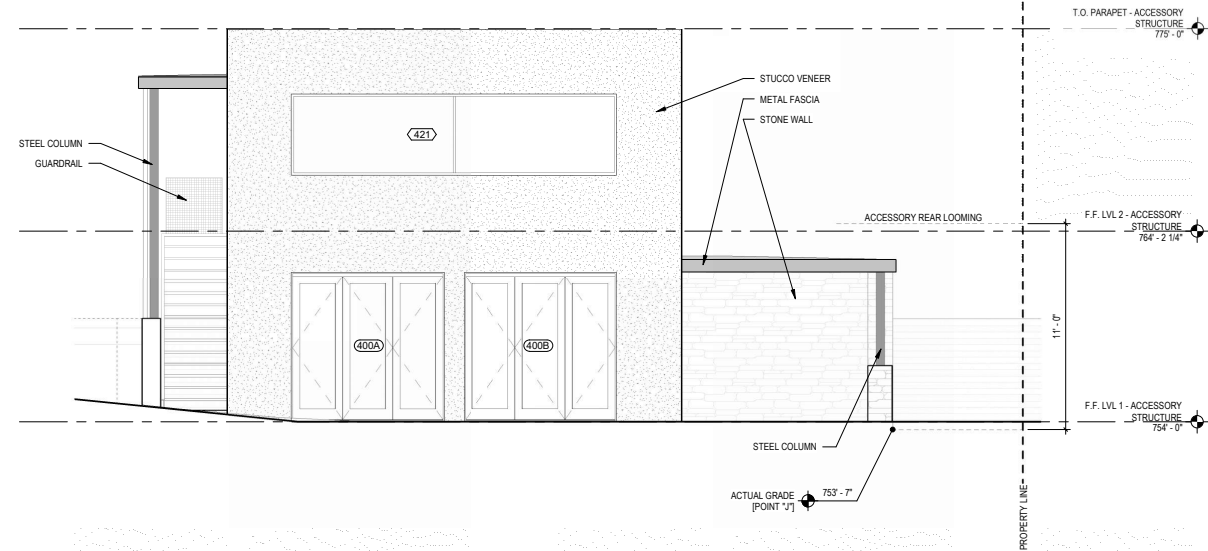 T.O. PARAPET - ACCESSORY
STRUCTURE
775' - 0"
STUCCO VENEER
METAL FASCIA
STONE WALL
421
STEEL COLUMN
GUARDRAIL
ACCESSORY REAR LOOMING
F.F. LVL 2 - ACCESSORY
STRUCTURE
764' - 2 1/4"
11' - 0"
400A
400B
F.F. LVL 1 - ACCESSORY
STRUCTURE
754' - 0"
STEEL COLUMN
ACTUAL GRADE
[POINT "J"]
753' - 7"
PROPERTY LINE